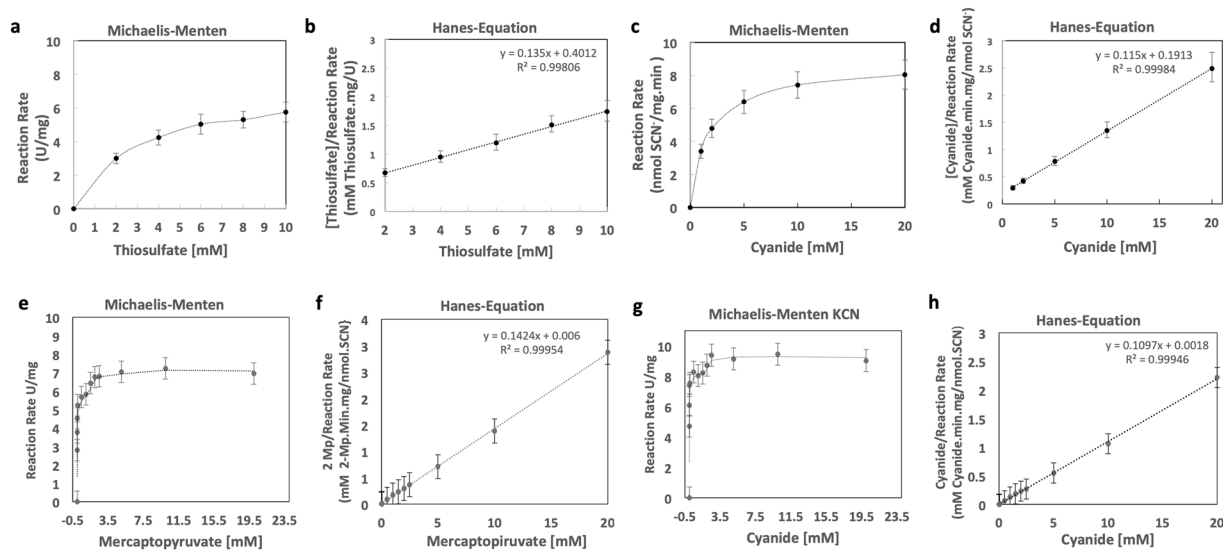 a
Michaelis-Menten
Reaction Rate
(U/mg)
10
8
6
4
2
0
0 1 2 3 4 5 6 7 8 9 10
Thiosulfate [mM]
b
Hanes-Equation
y = 0.135x + 0.4012
R² = 0.99806
[Thiosulfate]/Reaction Rate
(mM Thiosulfate.mg/U)
3
2.5
2
1.5
1
0.5
0
2 3 4 5 6 7 8 9 10
Thiosulfate [mM]
c
Michaelis-Menten
Reaction Rate
(nmol SCN⁻/mg.min )
10
8
6
4
2
0
0 5 10 15 20
Cyanide [mM]
d
Hanes-Equation
y = 0.115x + 0.1913
R² = 0.99984
[Cyanide]/Reaction Rate
(mM Cyanide.min.mg/nmol SCN⁻)
3
2.5
2
1.5
1
0.5
0
0 5 10 15 20
Cyanide [mM]
e
Michaelis-Menten
Reaction Rate U/mg
10
9
8
7
6
5
4
3
2
1
0
-0.5 3.5 7.5 11.5 15.5 19.5 23.5
Mercaptopyruvate [mM]
f
Hanes-Equation
y = 0.1424x + 0.006
R² = 0.99954
2 Mp/Reaction Rate
(mM 2-Mp.Min.mg/nmol.SCN}
4
3
3
2
2
1
1
0
0 5 10 15 20
Mercaptopiruvate [mM]
g
Michaelis-Menten KCN
Reaction Rate U/mg
10
8
6
4
2
0
-0.5 3.5 7.5 11.5 15.5 19.5 23.5
Cyanide [mM]
h
Hanes-Equation
y = 0.1097x + 0.0018
R² = 0.99946
Cyanide/Reaction Rate
(mM Cyanide.min.mg/nmol.SCN)
3
2.5
2
1.5
1
0.5
0
0 5 10 15 20
Cyanide [mM]